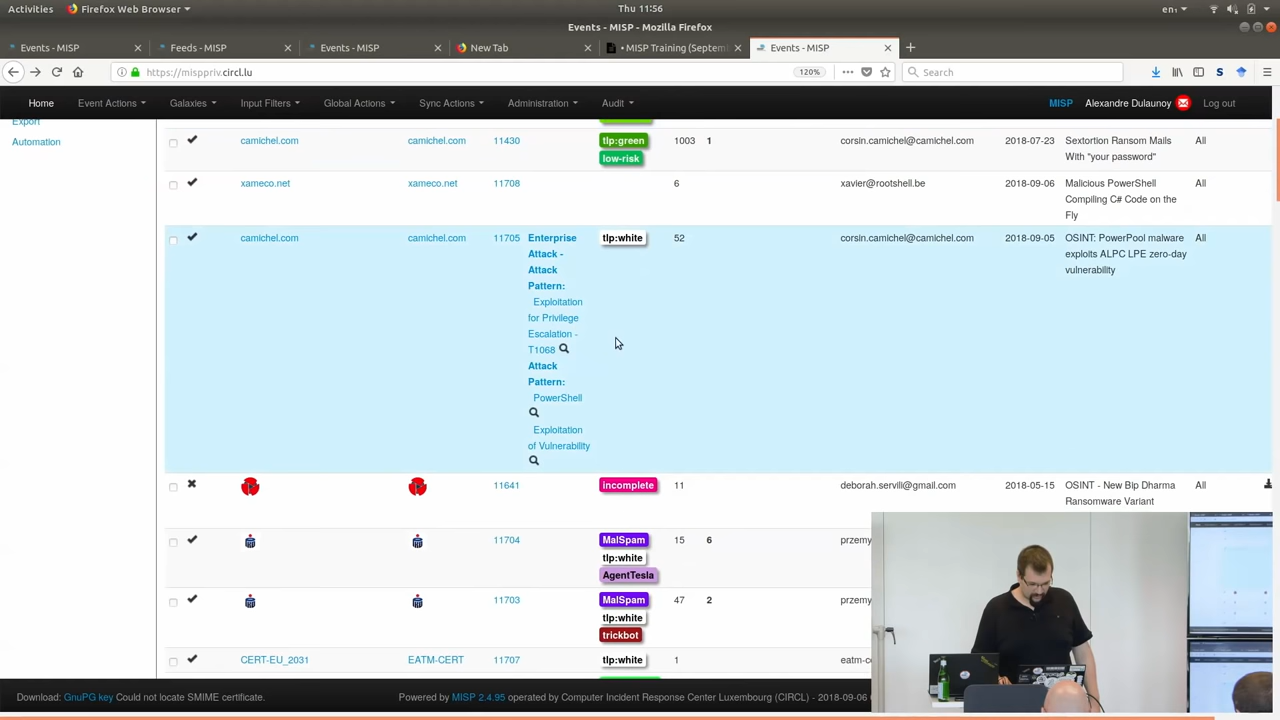 Activities
Firefox Web Browser
Thu 11:56
en1
Events - MISP - Mozilla Firefox
Events - MISP
Feeds - MISP
Events - MISP
New Tab
• MISP Training (Septem
Events - MISP
https://misppriv.circl.lu
120%
Search
Home
Event Actions
Galaxies
Input Filters
Global Actions
Sync Actions
Administration
Audit
MISP
Alexandre Dulaunoy
Log out
Export
Automation
camichel.com
camichel.com
11430
tlp:green
low-risk
1003
1
corsin.camichel@camichel.com
2018-07-23
Sextortion Ransom Mails
With "your password"
All
xameco.net
xameco.net
11708
6
xavier@rootshell.be
2018-09-06
Malicious PowerShell
Compiling C# Code on the
Fly
All
camichel.com
camichel.com
11705
Enterprise
Attack -
Attack
Pattern:
Exploitation
for Privilege
Escalation -
T1068
Attack
Pattern:
PowerShell
Exploitation
of Vulnerability
tlp:white
52
corsin.camichel@camichel.com
2018-09-05
OSINT: PowerPool malware
exploits ALPC LPE zero-day
vulnerability
All
11641
incomplete
11
deborah.servili@gmail.com
2018-05-15
OSINT - New Bip Dharma
Ransomware Variant
All
11704
MalSpam
tlp:white
AgentTesla
15
6
przemy
11703
MalSpam
tlp:white
trickbot
47
2
przemy
CERT-EU_2031
EATM-CERT
11707
tlp:white
1
eatm-c
Download: GnuPG key Could not locate SMIME certificate.
Powered by MISP 2.4.95 operated by Computer Incident Response Center Luxembourg (CIRCL) - 2018-09-06